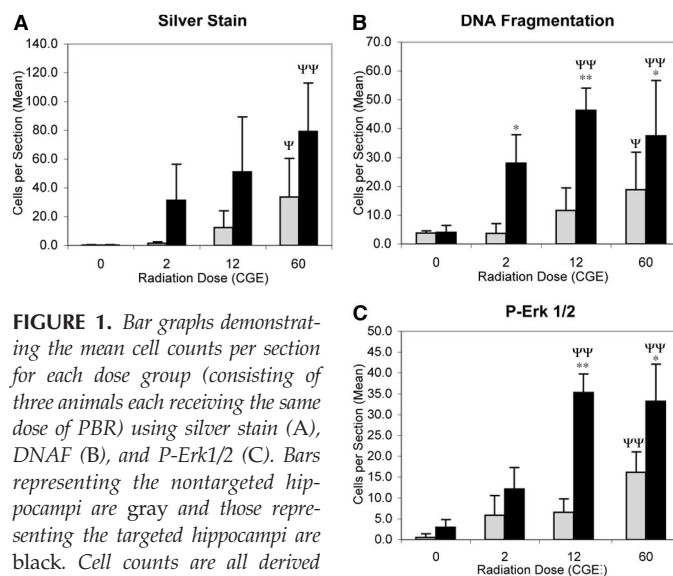 A
Silver Stain
140.0
120.0
100.0
80.0
60.0
40.0
20.0
0.0
Cells per Section (Mean)
Ψ
ΨΨ
0 2 12 60
Radiation Dose (CGE)
B
DNA Fragmentation
70.0
60.0
50.0
40.0
30.0
20.0
10.0
0.0
Cells per Section (Mean)
*
ΨΨ
**
Ψ
ΨΨ
*
0 2 12 60
Radiation Dose (CGE)
FIGURE 1. Bar graphs demonstrat-
ing the mean cell counts per section
for each dose group (consisting of
three animals each receiving the same
dose of PBR) using silver stain (A),
DNAF (B), and P-Erk1/2 (C). Bars
representing the nontargeted hip-
pocampi are gray and those repre-
senting the targeted hippocampi are
black. Cell counts are all derived
C
P-Erk 1/2
50.0
45.0
40.0
35.0
30.0
25.0
20.0
15.0
10.0
5.0
0.0
Cells per Section (Mean)
ΨΨ
**
ΨΨ
ΨΨ
*
0 2 12 60
Radiation Dose (CGE)